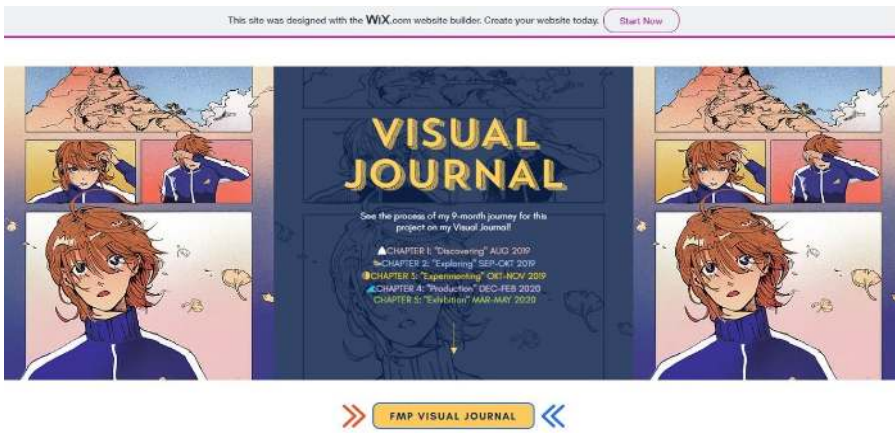 This site was designed with the WiX.com website builder. Create your website today. Start Now
VISUAL
JOURNAL
See the process of my 9-month journey for this
project on my Visual Journal!
CHAPTER 1: "Discovering" AUG 2019
CHAPTER 2: "Exploring" SEP-OKT 2019
CHAPTER 3: "Experimenting" OKT-NOV 2019
CHAPTER 4: "Production" DEC-FEB 2020
CHAPTER 5: "Exhibition" MAR-MAY 2020
FMP VISUAL JOURNAL